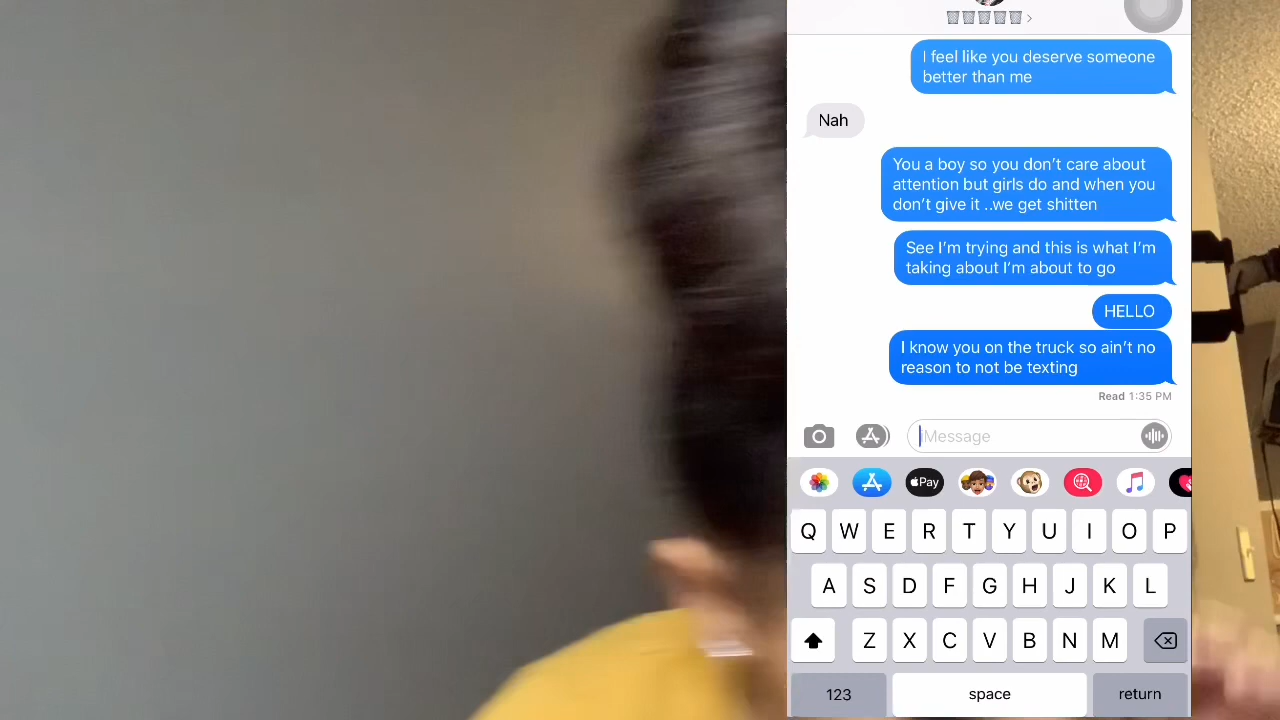 I feel like you deserve someone
better than me
Nah
You a boy so you don't care about
attention but girls do and when you
don't give it ..we get shitten
See I'm trying and this is what I'm
taking about I'm about to go
HELLO
I know you on the truck so ain't no
reason to not be texting
Read 1:35 PM
iMessage
Pay
Q W E R T Y U I O P
A S D F G H J K L
Z X C V B N M
123 space return